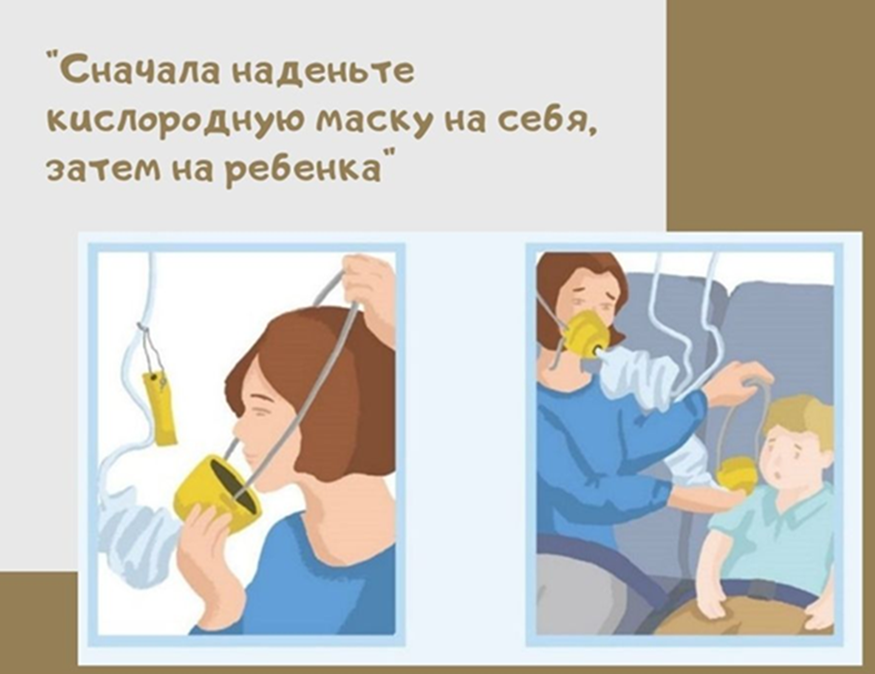 "Сначала наденьте
кислородную маску на себя,
затем на ребенка"